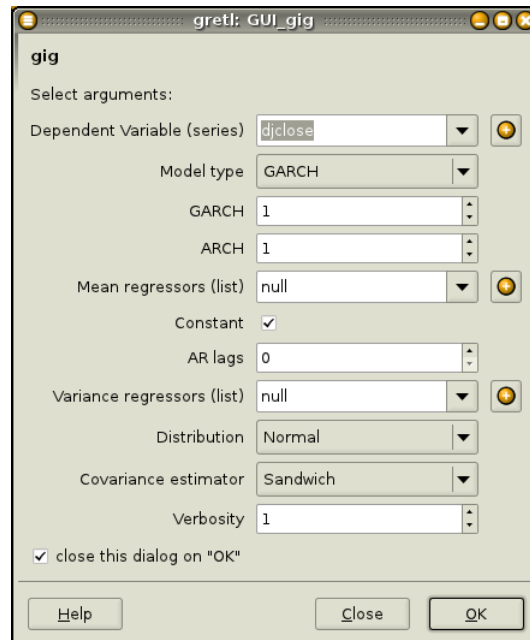 gretl: GUI_gig
gig
Select arguments:
Dependent Variable (series) djclose
Model type GARCH
GARCH 1
ARCH 1
Mean regressors (list) null
Constant
AR lags 0
Variance regressors (list) null
Distribution Normal
Covariance estimator Sandwich
Verbosity 1
close this dialog on "OK"
Help Close OK